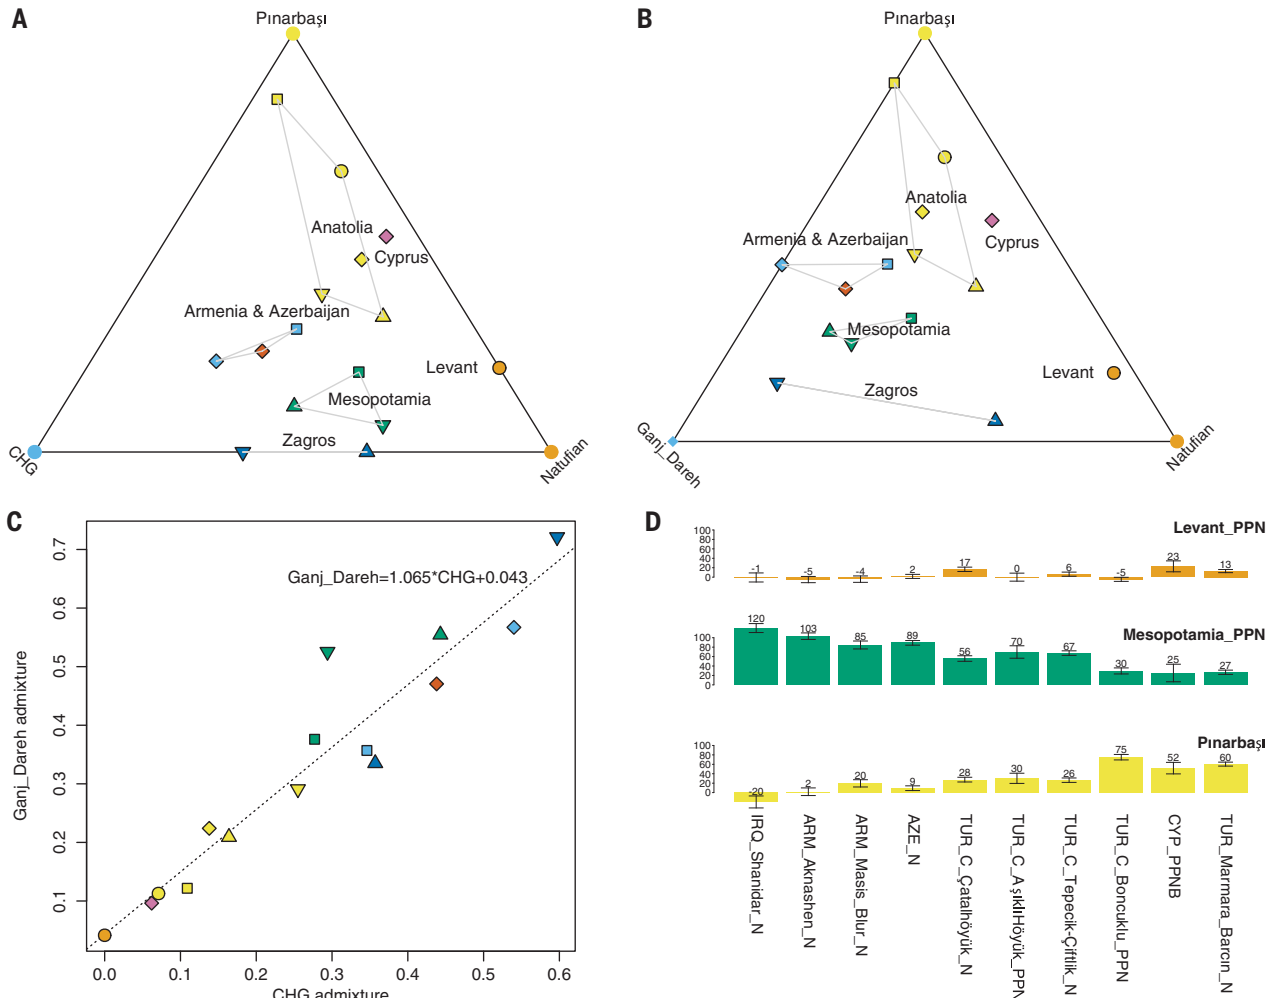 A
Pınarbaşı
Anatolia
Cyprus
Armenia & Azerbaijan
Levant
Mesopotamia
Zagros
CHG
Natufian
B
Pınarbaşı
Anatolia
Armenia & Azerbaijan
Cyprus
Mesopotamia
Levant
Zagros
Ganj_Dareh
Natufian
C
Ganj_Dareh=1.065*CHG+0.043
Ganj_Dareh admixture
0.7
0.6
0.5
0.4
0.3
0.2
0.1
0.0 0.1 0.2 0.3 0.4 0.5 0.6
CHG admixture
D
Levant_PPN
100
80
60
40
20
0
-1 -5 -4 2 17 0 6 -5 23 13
Mesopotamia_PPN
100
80
60
40
20
0
120 103 85 89 56 70 67 30 25 27
Pınarbaşı
100
80
60
40
20
0
-20 2 20 9 28 30 26 75 52 60
IRQ_Shanidar_N
ARM_Aknashen_N
ARM_Masis_Blur_N
AZE_N
TUR_C_Çatalhöyük_N
TUR_C_AşıklıHöyük_PPN
TUR_C_Tepecik-Çiftlik_N
TUR_C_Boncuklu_PPN
CYP_PPNB
TUR_Marmara_Barcın_N